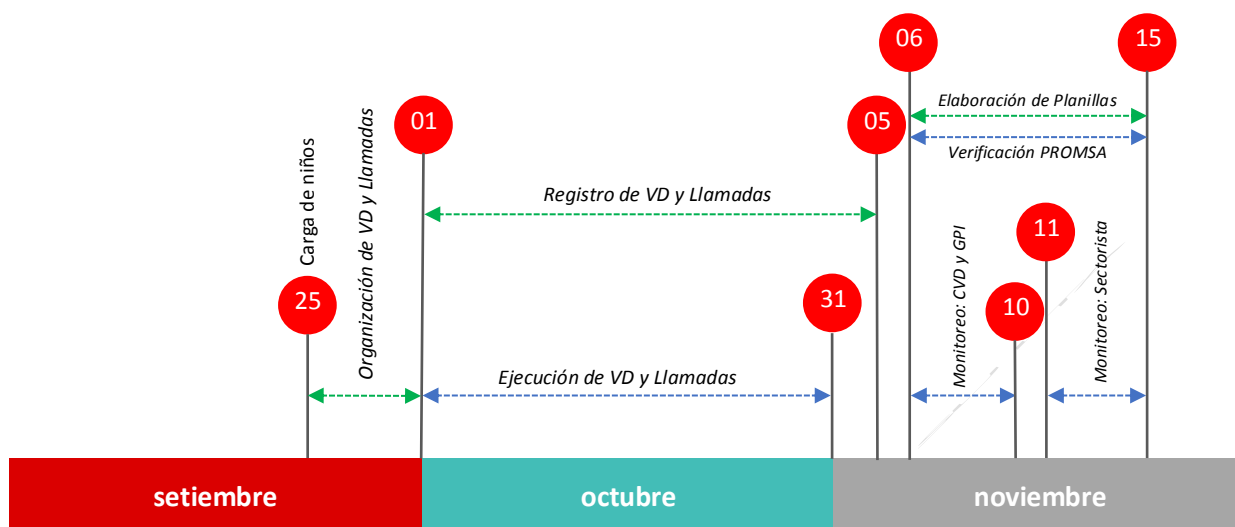 06
15
Elaboración de Planillas
01
05
Verificación PROMSA
Carga de niños
Organización de VD y Llamadas
Registro de VD y Llamadas
11
25
31
10
Monitoreo: CVD y GPI
Monitoreo: Sectorista
Ejecución de VD y Llamadas
setiembre
octubre
noviembre